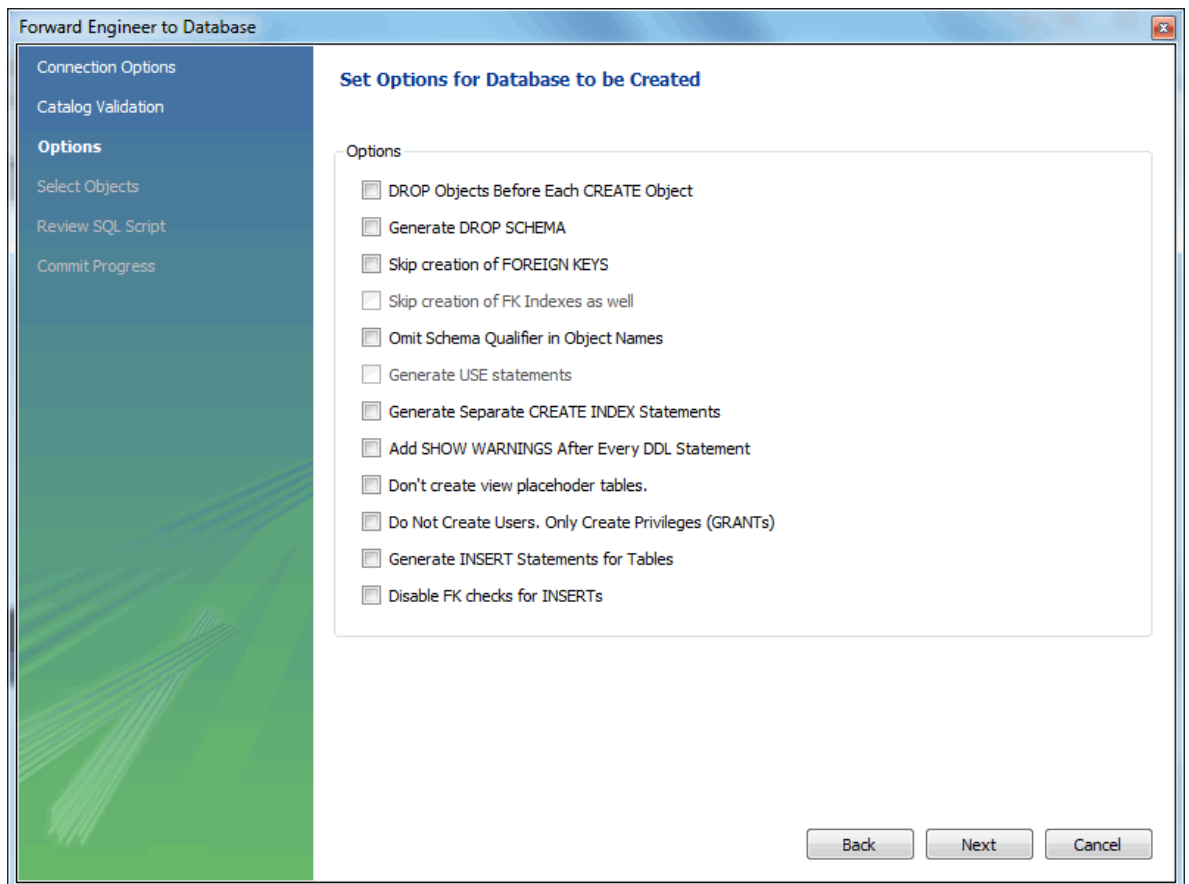 Forward Engineer to Database
Connection Options
Catalog Validation
Options
Select Objects
Review SQL Script
Commit Progress
Set Options for Database to be Created
Options
DROP Objects Before Each CREATE Object
Generate DROP SCHEMA
Skip creation of FOREIGN KEYS
Skip creation of FK Indexes as well
Omit Schema Qualifier in Object Names
Generate USE statements
Generate Separate CREATE INDEX Statements
Add SHOW WARNINGS After Every DDL Statement
Don't create view placehoder tables.
Do Not Create Users. Only Create Privileges (GRANTs)
Generate INSERT Statements for Tables
Disable FK checks for INSERTs
Back Next Cancel